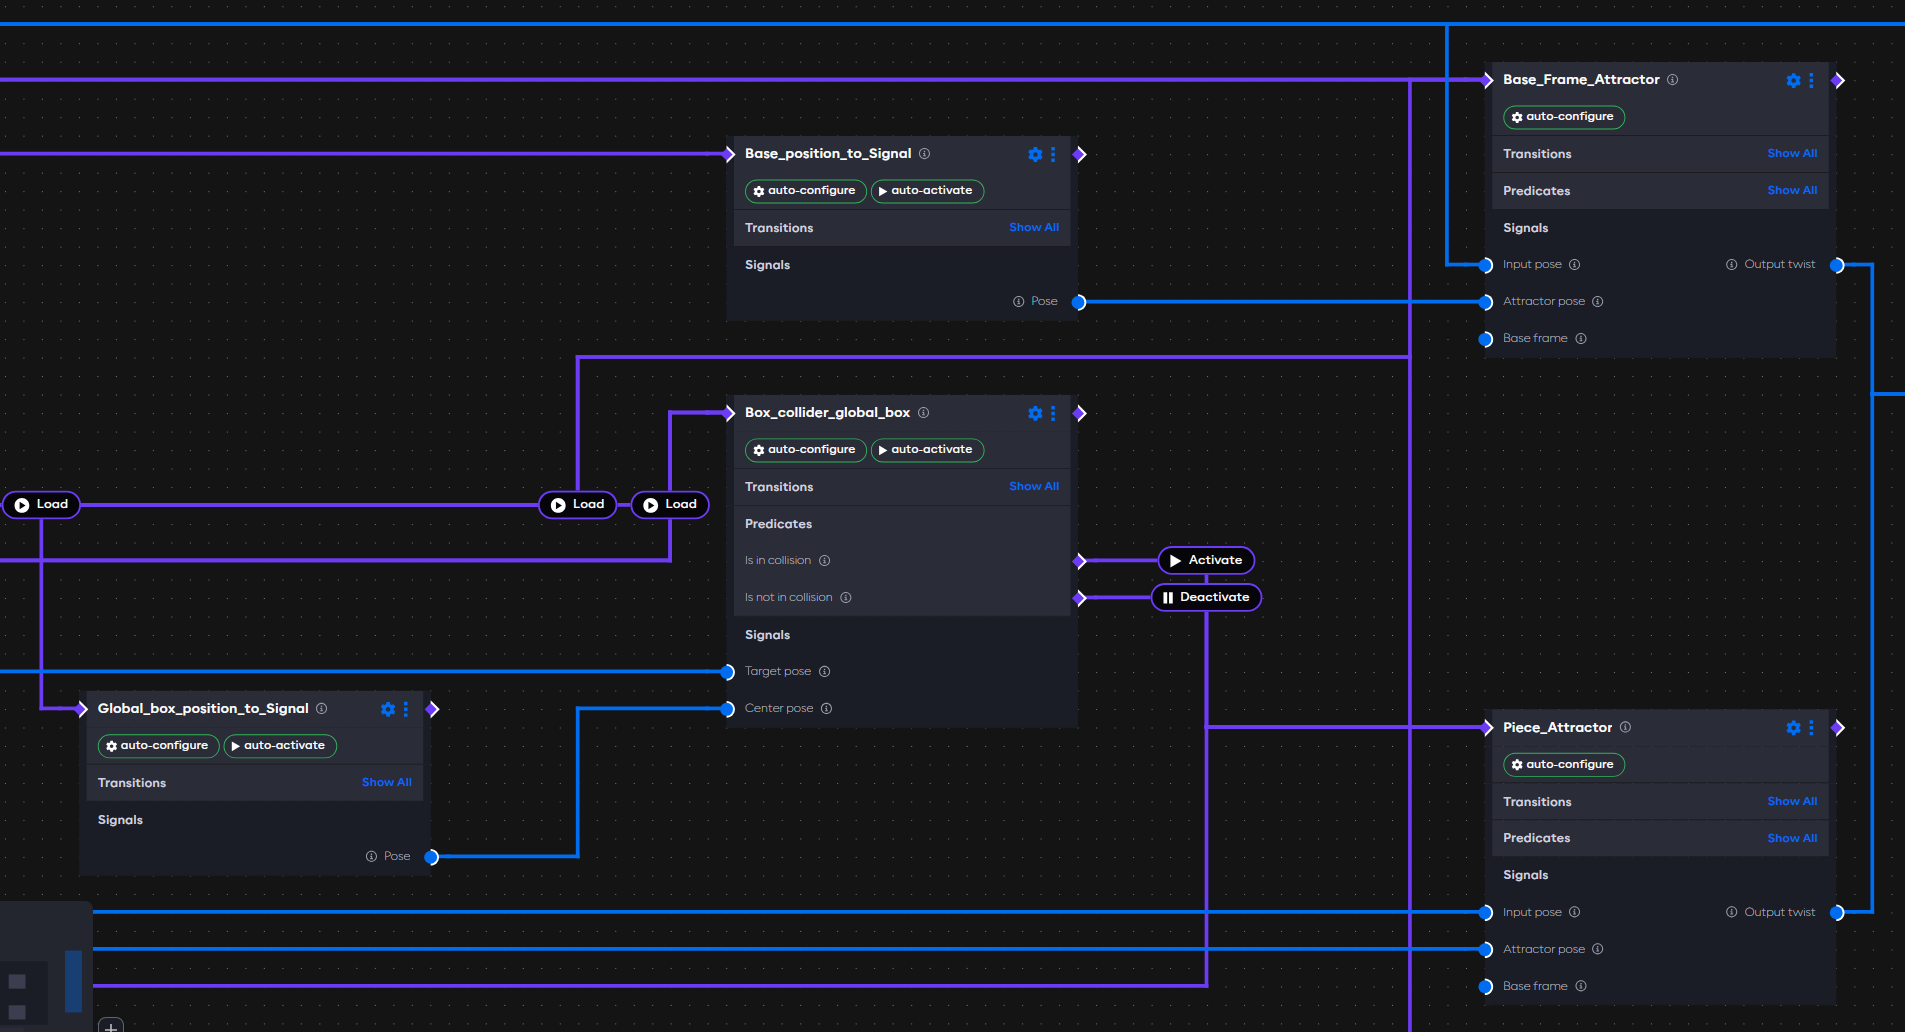 Base_Frame_Attractor
auto-configure
Transitions Show All
Predicates Show All
Signals
Input pose Output twist
Attractor pose
Base frame
Base_position_to_Signal
auto-configure auto-activate
Transitions Show All
Signals
Pose
Box_collider_global_box
auto-configure auto-activate
Transitions Show All
Predicates
Is in collision
Is not in collision
Signals
Target pose
Center pose
Load Load Load
Activate
Deactivate
Global_box_position_to_Signal
auto-configure auto-activate
Transitions Show All
Signals
Pose
Piece_Attractor
auto-configure
Transitions Show All
Predicates Show All
Signals
Input pose Output twist
Attractor pose
Base frame